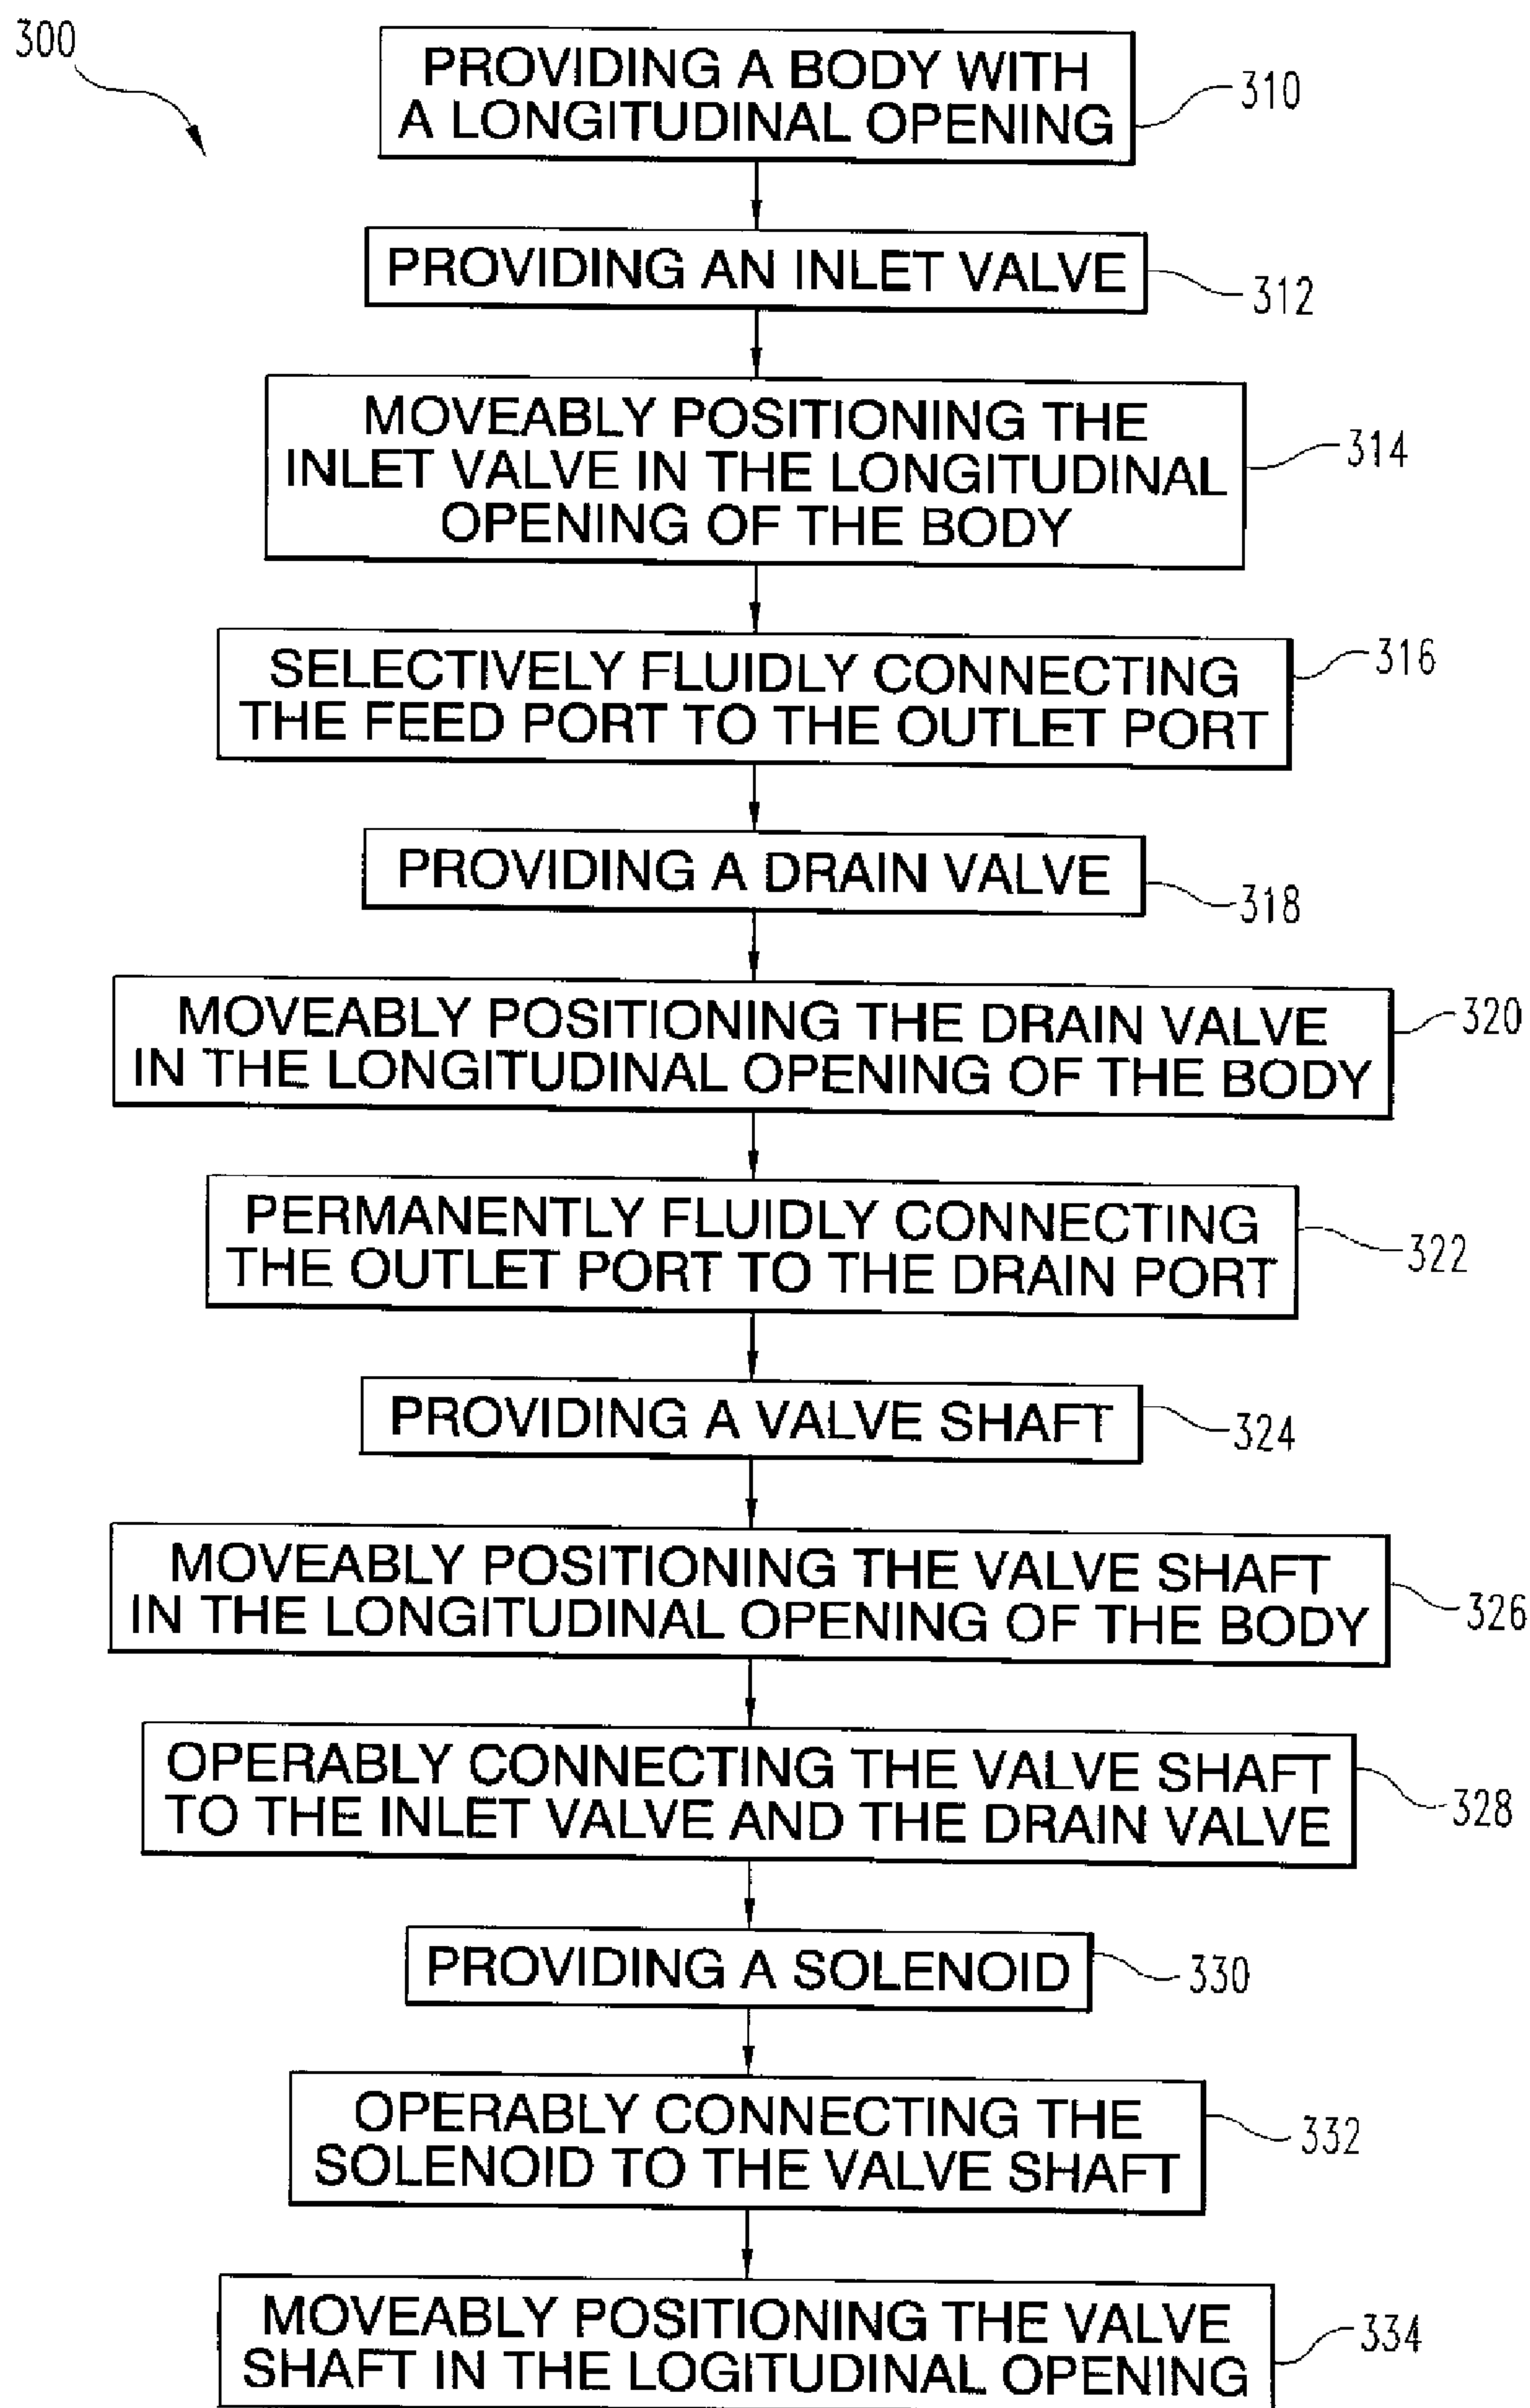 300
PROVIDING A BODY WITH
A LONGITUDINAL OPENING
310
PROVIDING AN INLET VALVE
312
MOVEABLY POSITIONING THE
INLET VALVE IN THE LONGITUDINAL
OPENING OF THE BODY
314
SELECTIVELY FLUIDLY CONNECTING
THE FEED PORT TO THE OUTLET PORT
316
PROVIDING A DRAIN VALVE
318
MOVEABLY POSITIONING THE DRAIN VALVE
IN THE LONGITUDINAL OPENING OF THE BODY
320
PERMANENTLY FLUIDLY CONNECTING
THE OUTLET PORT TO THE DRAIN PORT
322
PROVIDING A VALVE SHAFT
324
MOVEABLY POSITIONING THE VALVE SHAFT
IN THE LONGITUDINAL OPENING OF THE BODY
326
OPERABLY CONNECTING THE VALVE SHAFT
TO THE INLET VALVE AND THE DRAIN VALVE
328
PROVIDING A SOLENOID
330
OPERABLY CONNECTING THE
SOLENOID TO THE VALVE SHAFT
332
MOVEABLY POSITIONING THE VALVE
SHAFT IN THE LOGITUDINAL OPENING
334